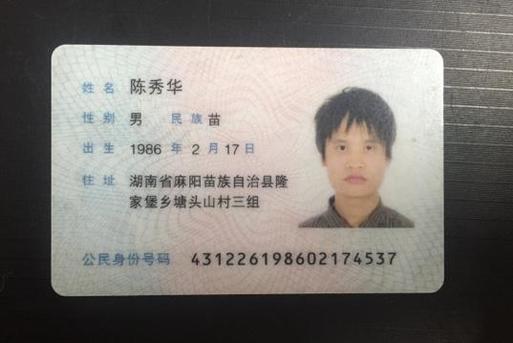 姓名 陈秀华
性别 男 民族 苗
出生 1986 年 2 月 17 日
住址 湖南省麻阳苗族自治县隆
家堡乡塘头山村三组
公民身份号码 431226198602174537